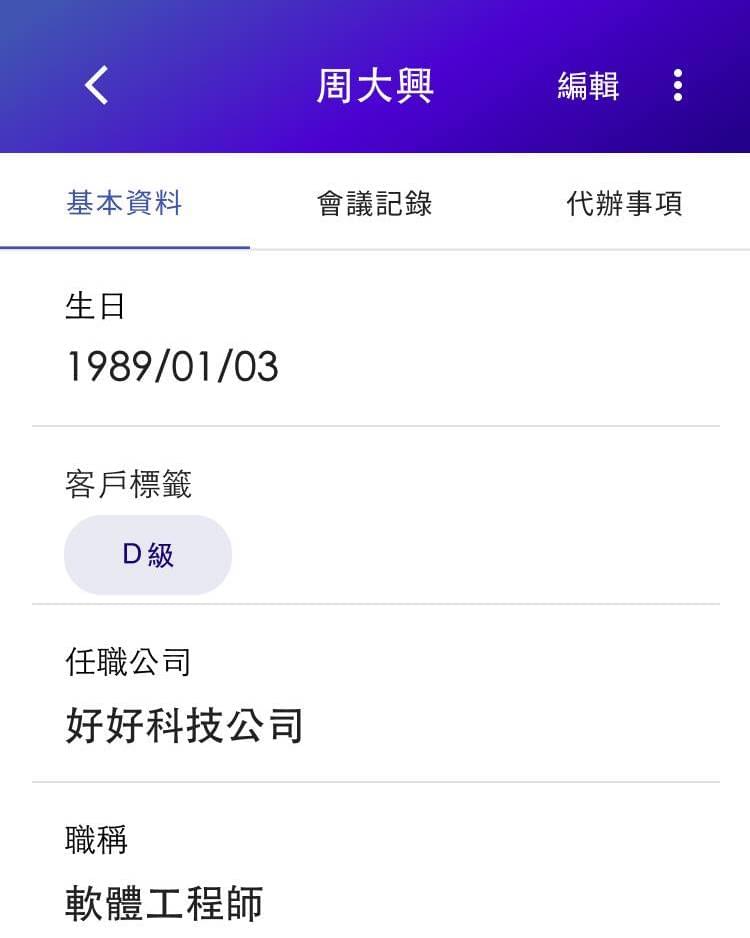 周大興 編輯
基本資料 會議記錄 代辦事項
生日
1989/01/03
客戶標籤
D 級
任職公司
好好科技公司
職稱
軟體工程師